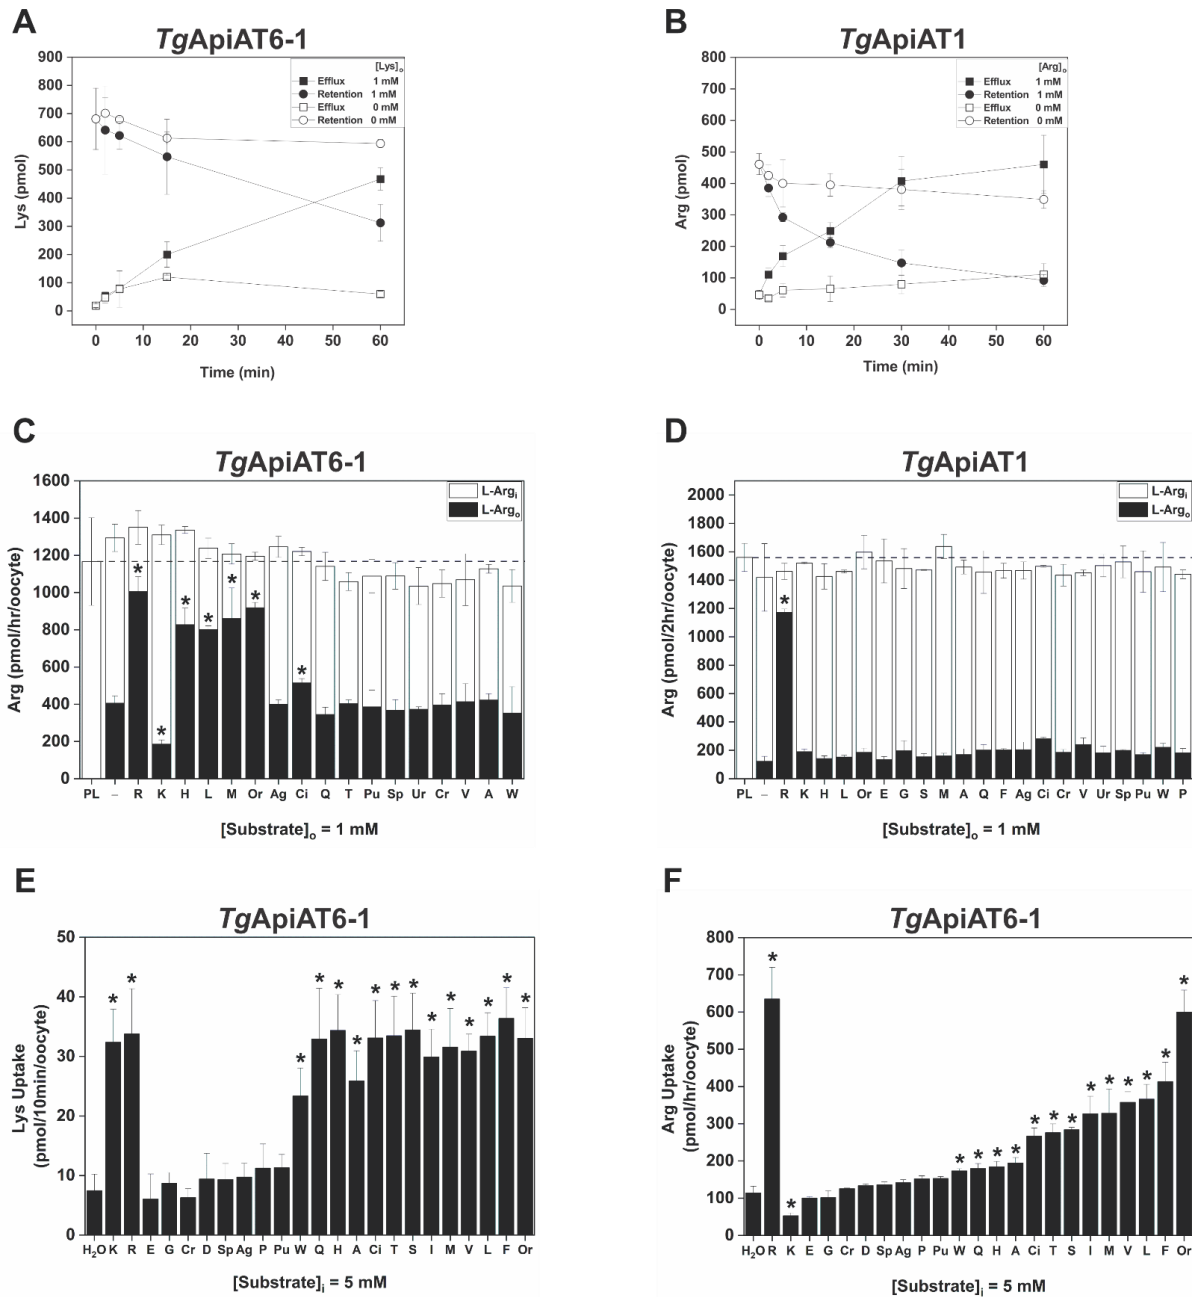 A
TgApiAT6-1
900
800
700
600
500
400
300
200
100
0
Lys (pmol)
[Lys]o
Efflux 1 mM
Retention 1 mM
Efflux 0 mM
Retention 0 mM
0 10 20 30 40 50 60
Time (min)
B
TgApiAT1
800
700
600
500
400
300
200
100
0
Arg (pmol)
[Arg]o
Efflux 1 mM
Retention 1 mM
Efflux 0 mM
Retention 0 mM
0 10 20 30 40 50 60
Time (min)
C
TgApiAT6-1
1600
1400
1200
1000
800
600
400
200
0
Arg (pmol/hr/oocyte)
L-Argi
L-Argo
* * * * * * * *
PL – R K H L M Or Ag Ci Q T Pu Sp Ur Cr V A W
[Substrate]o = 1 mM
D
TgApiAT1
2000
1800
1600
1400
1200
1000
800
600
400
200
0
Arg (pmol/2hr/oocyte)
L-Argi
L-Argo
*
PL – R K H L Or E G S M A Q F Ag Ci Cr V Ur Sp Pu W P
[Substrate]o = 1 mM
E
TgApiAT6-1
50
40
30
20
10
0
Lys Uptake
(pmol/10min/oocyte)
* * * * * * * * * * * * * * *
H2O K R E G Cr D Sp Ag P Pu W Q H A Ci T S I M V L F Or
[Substrate]i = 5 mM
F
TgApiAT6-1
800
700
600
500
400
300
200
100
0
Arg Uptake
(pmol/hr/oocyte)
* * * * * * * * * * * * * * *
H2O R K E G Cr D Sp Ag P Pu W Q H A Ci T S I M V L F Or
[Substrate]i = 5 mM